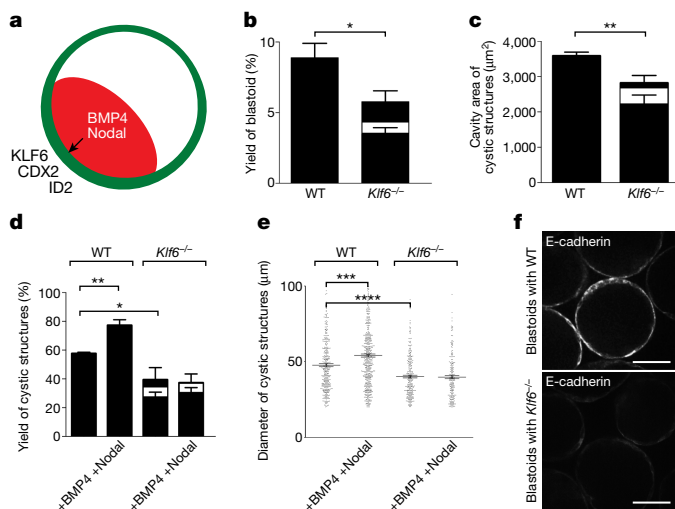 a
BMP4
Nodal
KLF6
CDX2
ID2
b
Yield of blastoid (%)
10
5
0
*
WT
Klf6–/–
c
Cavity area of
cystic structures (μm2)
4,000
3,000
2,000
1,000
0
**
WT
Klf6–/–
d
Yield of cystic structures (%)
WT
Klf6–/–
100
80
60
40
20
0
**
*
+BMP4 +Nodal
+BMP4 +Nodal
e
Diameter of cystic structures (μm)
WT
Klf6–/–
100
50
0
***
****
+BMP4 +Nodal
+BMP4 +Nodal
f
Blastoids with WT
E-cadherin
Blastoids with Klf6–/–
E-cadherin